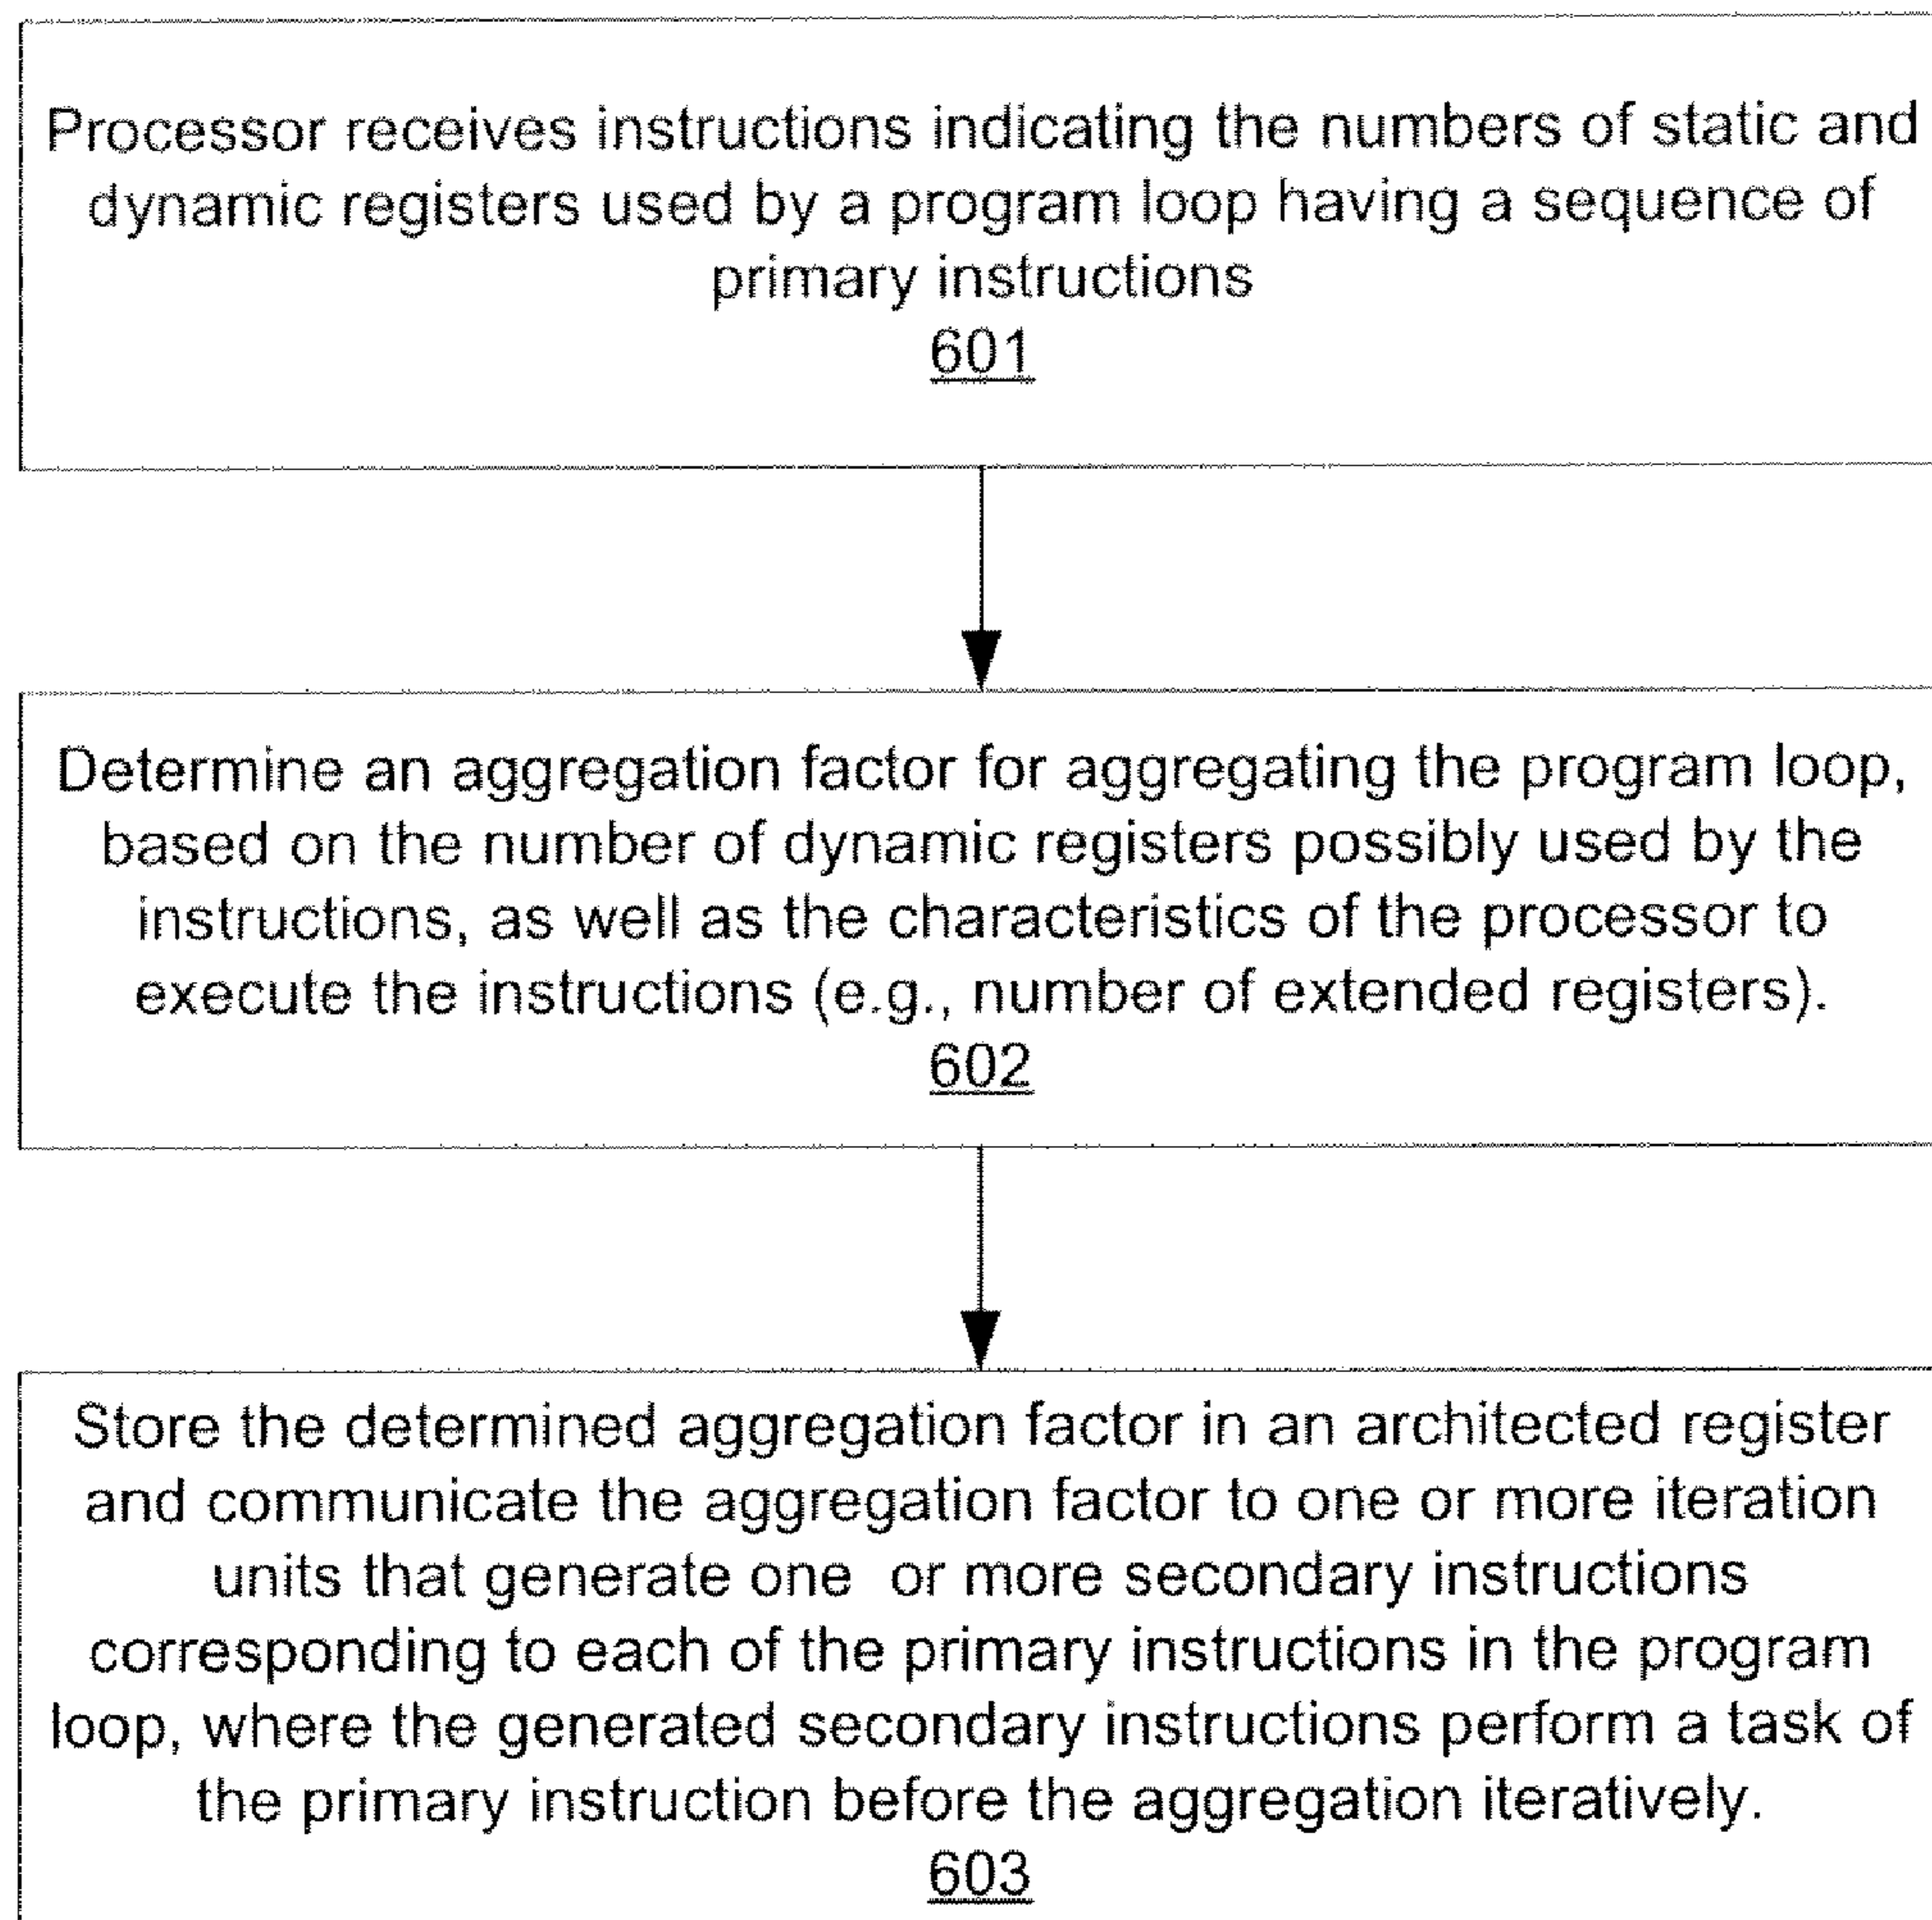 Processor receives instructions indicating the numbers of static and
dynamic registers used by a program loop having a sequence of
primary instructions
601
Determine an aggregation factor for aggregating the program loop,
based on the number of dynamic registers possibly used by the
instructions, as well as the characteristics of the processor to
execute the instructions (e.g., number of extended registers).
602
Store the determined aggregation factor in an architected register
and communicate the aggregation factor to one or more iteration
units that generate one or more secondary instructions
corresponding to each of the primary instructions in the program
loop, where the generated secondary instructions perform a task of
the primary instruction before the aggregation iteratively.
603